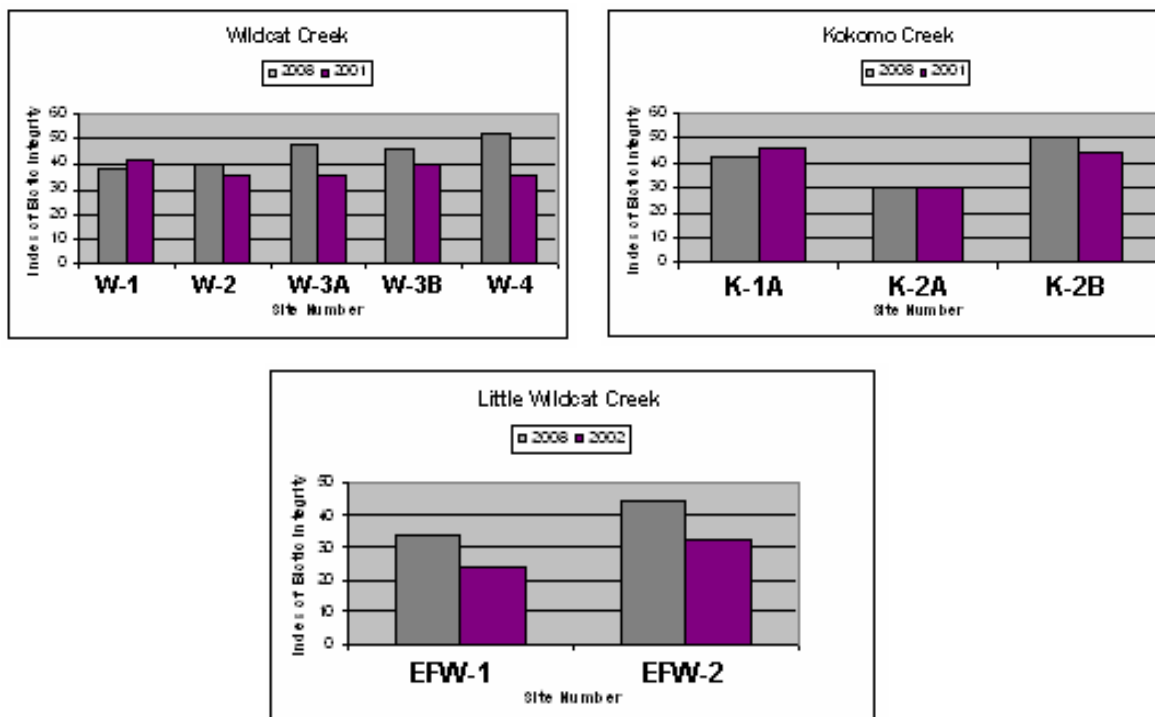 Wildcat Creek
2008 2001
Index of Biotic Integrity
60
50
40
30
20
10
0
W-1 W-2 W-3A W-3B W-4
Site Number
Kokomo Creek
2008 2001
Index of Biotic Integrity
60
50
40
30
20
10
0
K-1A K-2A K-2B
Site Number
Little Wildcat Creek
2008 2002
Index of Biotic Integrity
50
40
30
20
10
0
EFW-1 EFW-2
Site Number